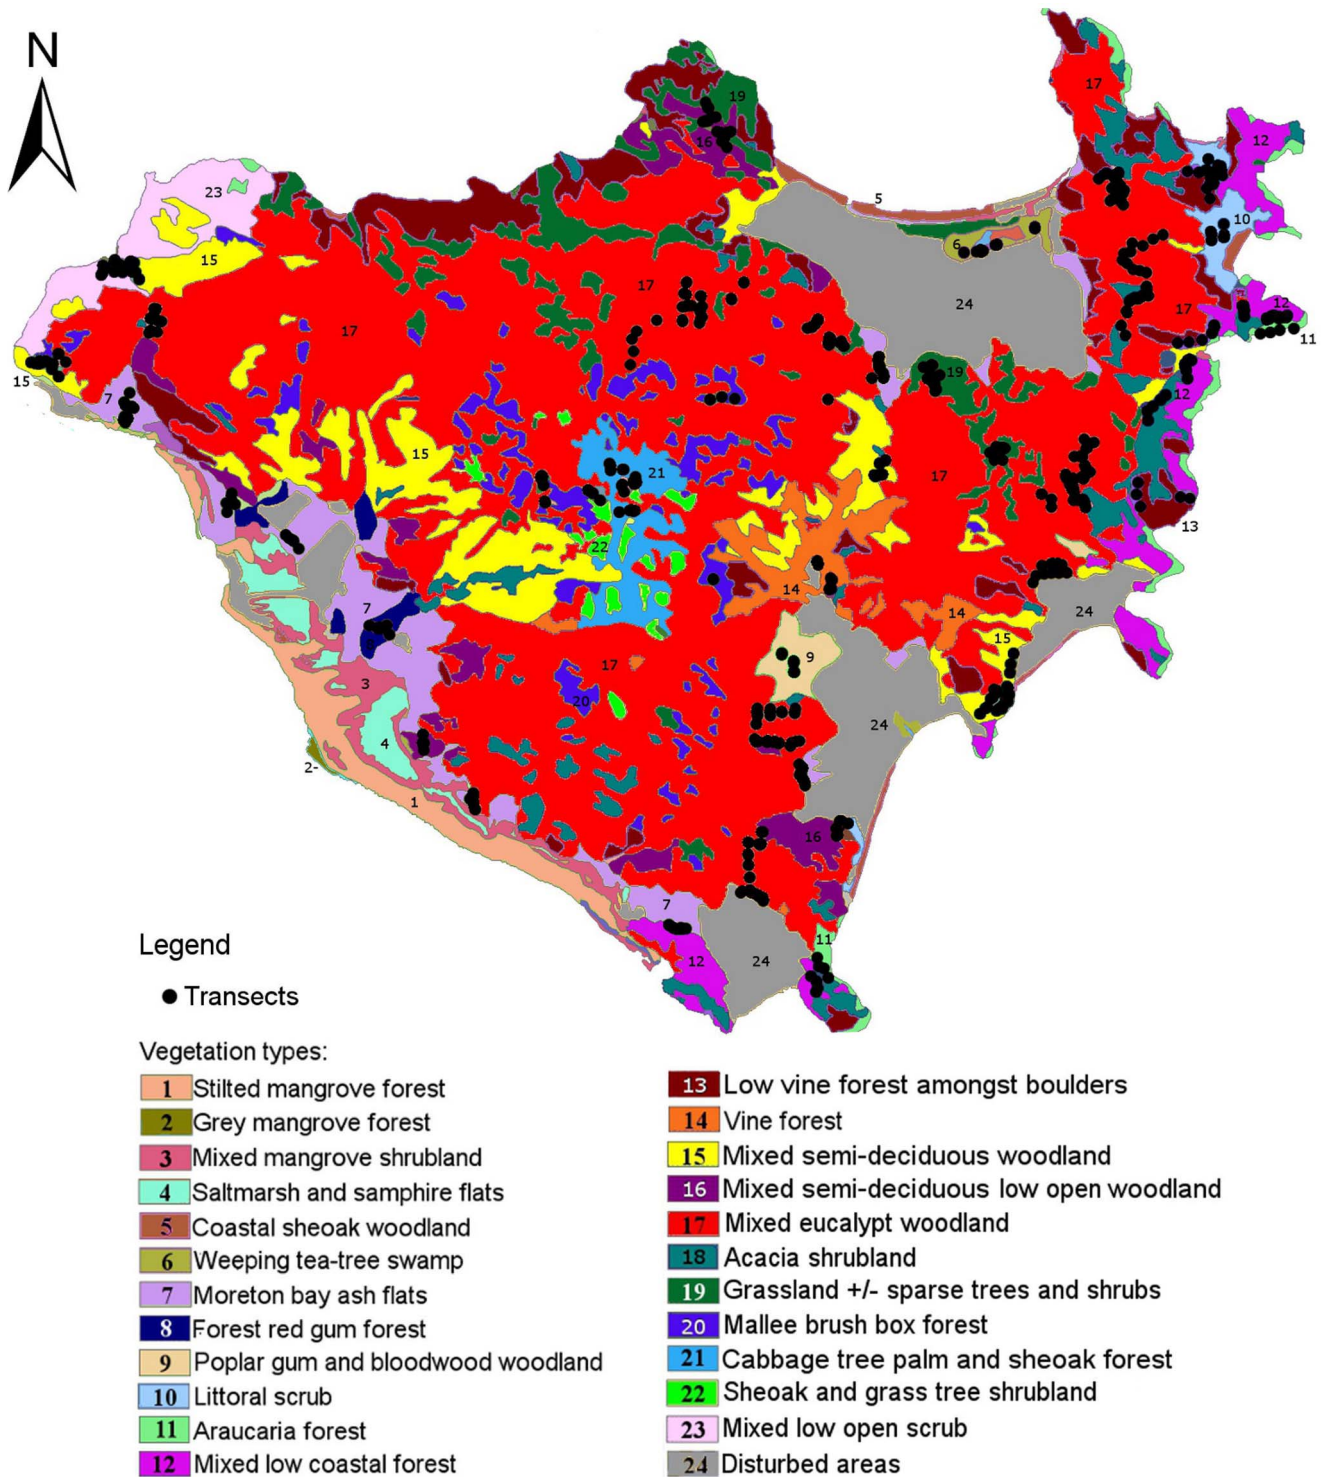 N
17
19
16
12
23
5
10
6
15
17
24
17
12
17
11
15
19
7
12
15
21
17
13
22
14
7
14
24
15
9
17
3
20
24
4
2-
1
16
7
11
12
24
Legend
Transects
Vegetation types:
1 Stilted mangrove forest
2 Grey mangrove forest
3 Mixed mangrove shrubland
4 Saltmarsh and samphire flats
5 Coastal sheoak woodland
6 Weeping tea-tree swamp
7 Moreton bay ash flats
8 Forest red gum forest
9 Poplar gum and bloodwood woodland
10 Littoral scrub
11 Araucaria forest
12 Mixed low coastal forest
13 Low vine forest amongst boulders
14 Vine forest
15 Mixed semi-deciduous woodland
16 Mixed semi-deciduous low open woodland
17 Mixed eucalypt woodland
18 Acacia shrubland
19 Grassland +/- sparse trees and shrubs
20 Mallee brush box forest
21 Cabbage tree palm and sheoak forest
22 Sheoak and grass tree shrubland
23 Mixed low open scrub
24 Disturbed areas